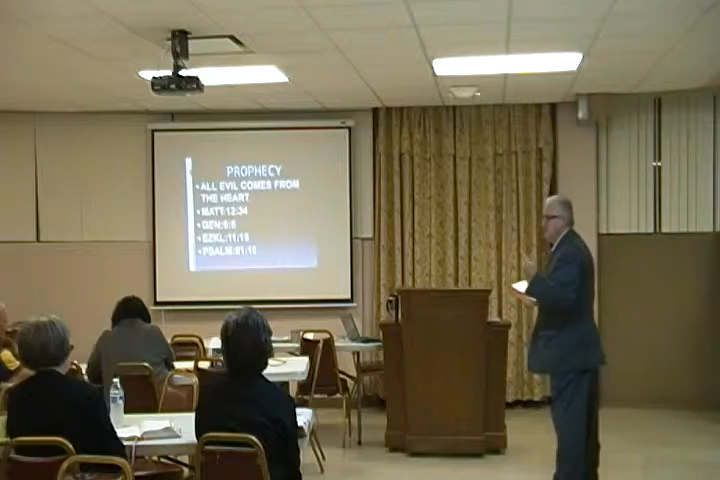 PROPHECY
• ALL EVIL COMES FROM
THE HEART
• MATT:12:34
• GEN:6:5
• EZKL:11:19
• PSALM:51:10